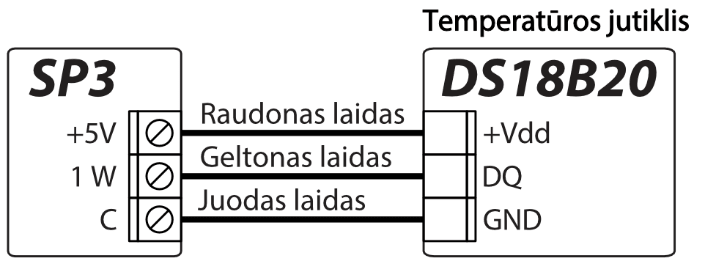 Temperatūros jutiklis
SP3
DS18B20
+5V
Raudonas laidas
+Vdd
1 W
Geltonas laidas
DQ
C
Juodas laidas
GND